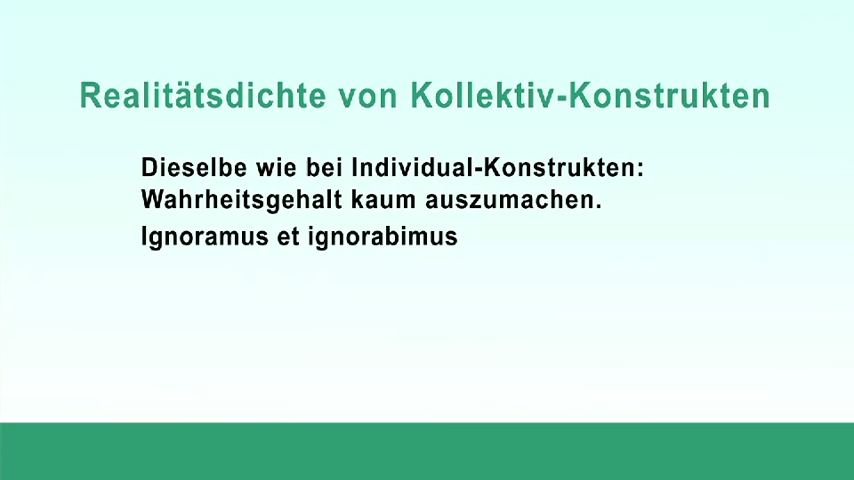 Realitätsdichte von Kollektiv-Konstrukten
Dieselbe wie bei Individual-Konstrukten:
Wahrheitsgehalt kaum auszumachen.
Ignoramus et ignorabimus